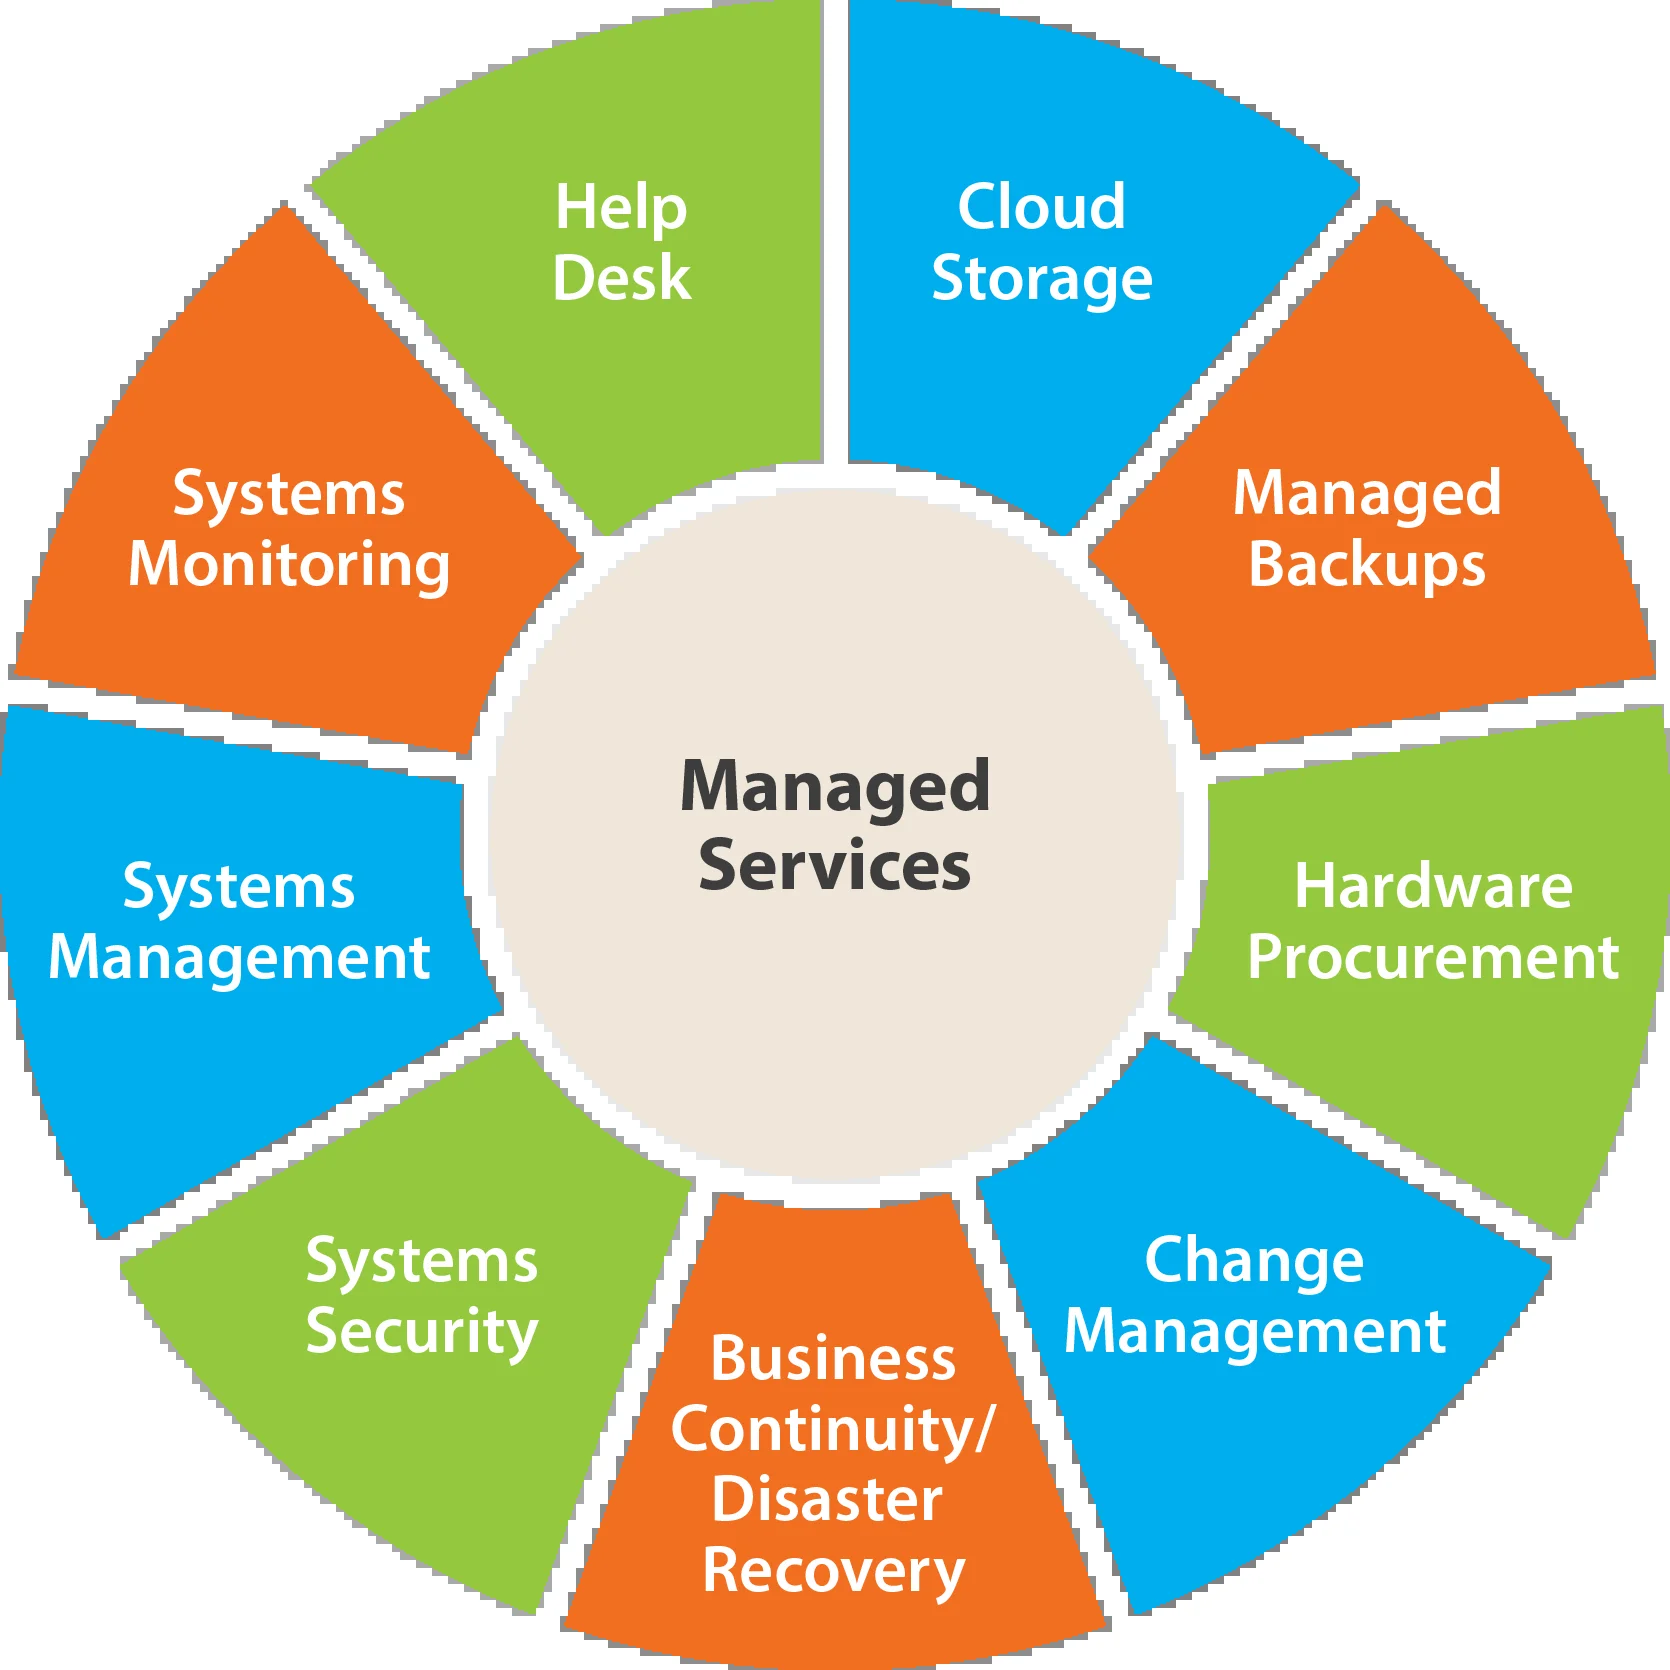 Help
Desk
Cloud
Storage
Systems
Monitoring
Managed
Backups
Managed
Services
Systems
Management
Hardware
Procurement
Systems
Security
Change
Management
Business
Continuity/
Disaster
Recovery